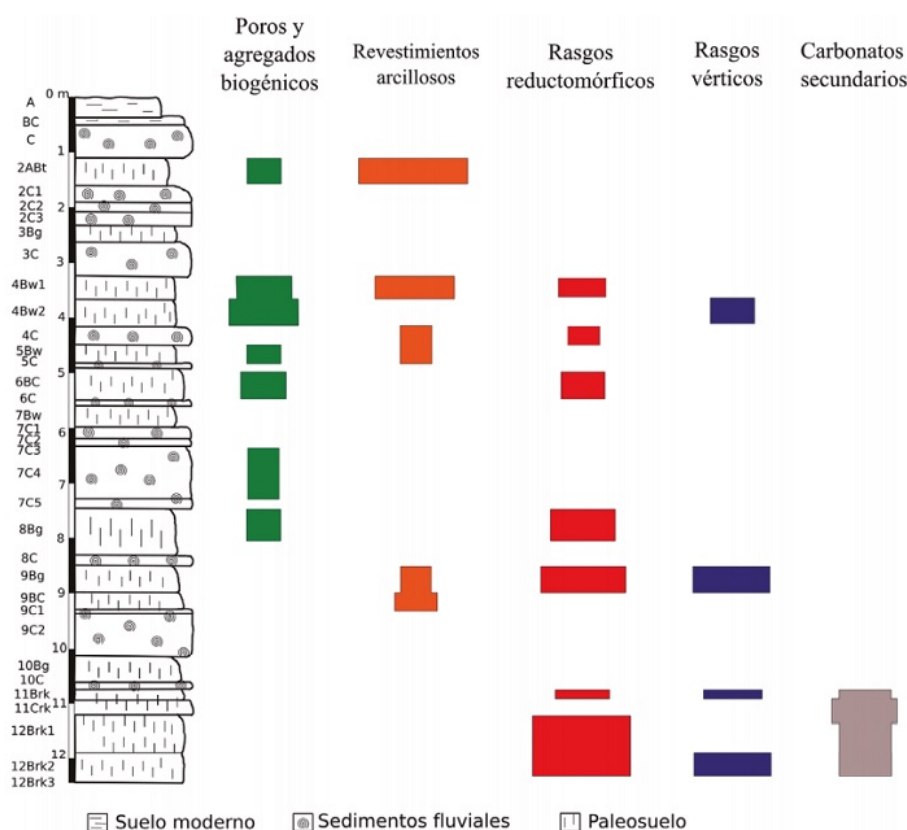 Poros y
agregados
biogénicos
Revestimientos
arcillosos
Rasgos
reductomórficos
Rasgos
vérticos
Carbonatos
secundarios
0 m
A
BC
C
1
2ABt
2C1
2
2C2
2C3
3Bg
3C
3
4Bw1
4Bw2
4
4C
5Bw
5C
5
6BC
6C
7Bw
7C1
6
7C2
7C3
7C4
7
7C5
8Bg
8
8C
9Bg
9
9BC
9C1
9C2
10
10Bg
10C
11Brk
11
11Crk
12Brk1
12
12Brk2
12Brk3
Suelo moderno
Sedimentos fluviales
Paleosuelo